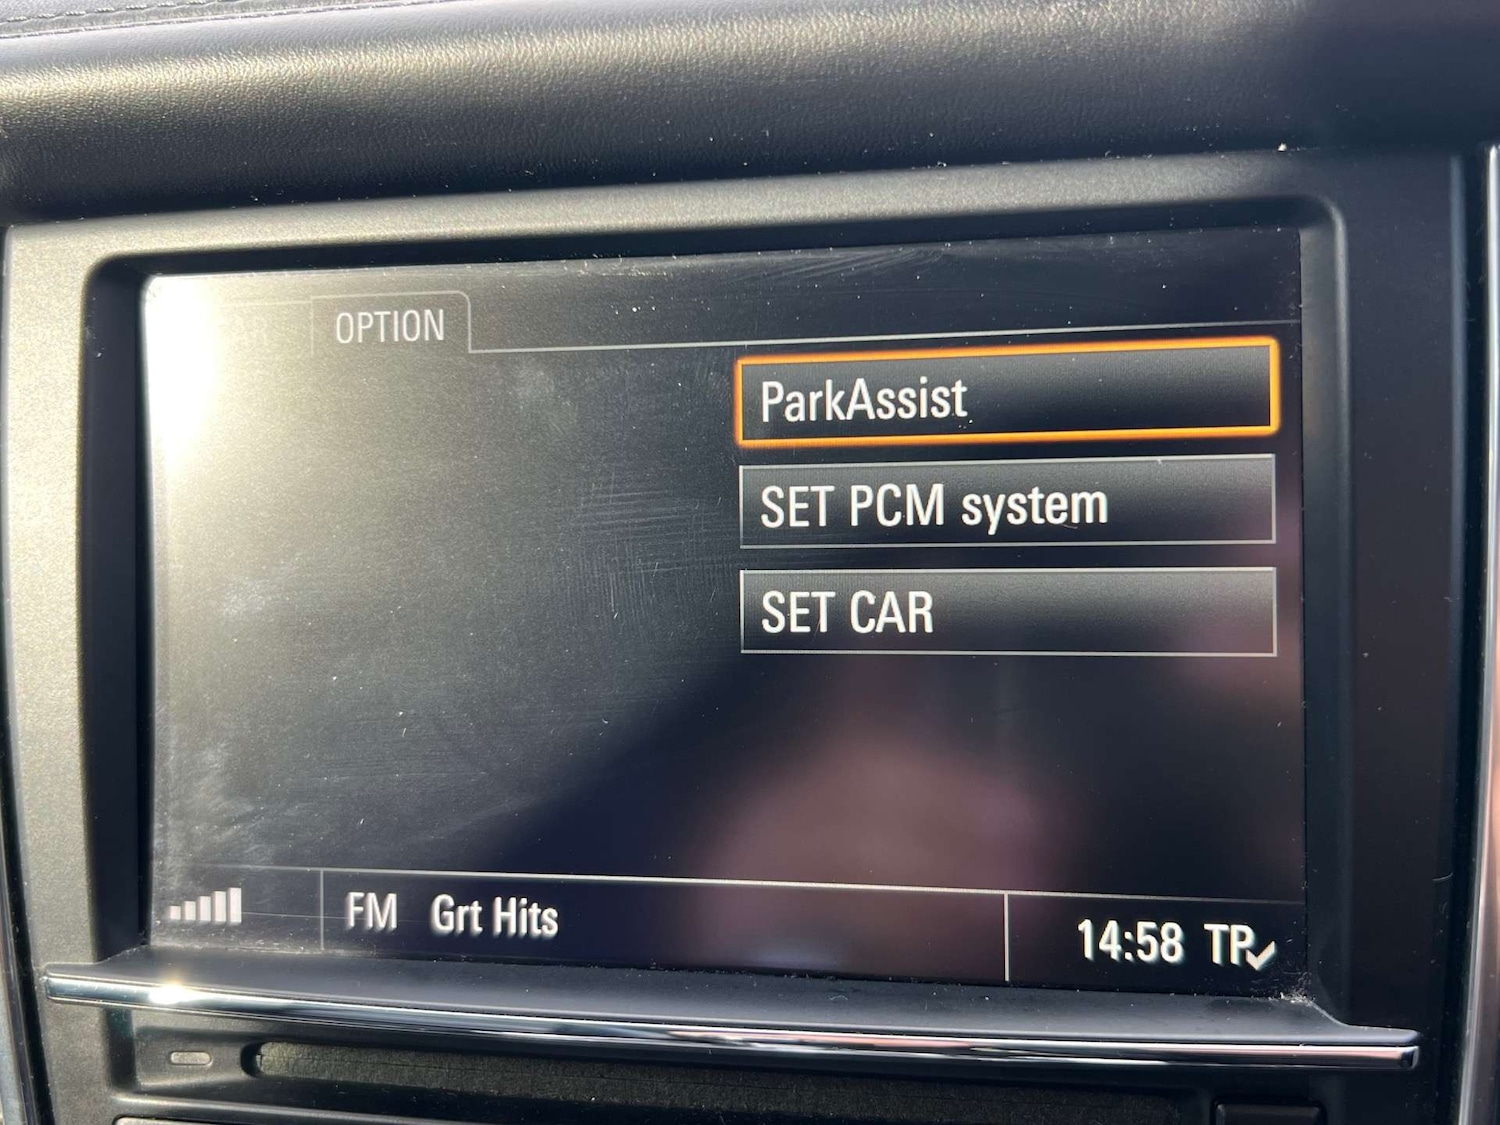 OPTION
ParkAssist
SET PCM system
SET CAR
FM Grt Hits
14:58 TP